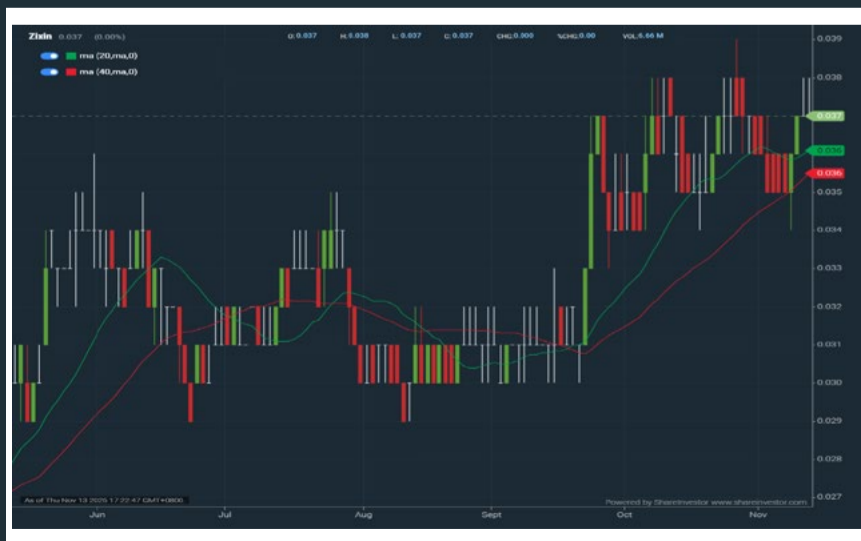 Zixin 0.037 (0.00%) O: 0.037 H: 0.038 L: 0.037 C: 0.037 CHG:0.000 %CHG:0.00 VOL:6.66 M
ma (20,ma,0)
ma (40,ma,0)
0.039
0.038
0.037
0.036
0.036
0.035
0.034
0.033
0.032
0.031
0.030
0.029
0.028
0.027
As of Thu Nov 13 2025 17:22:47 GMT+0800
Powered by ShareInvestor www.shareinvestor.com
Jun Jul Aug Sept Oct Nov